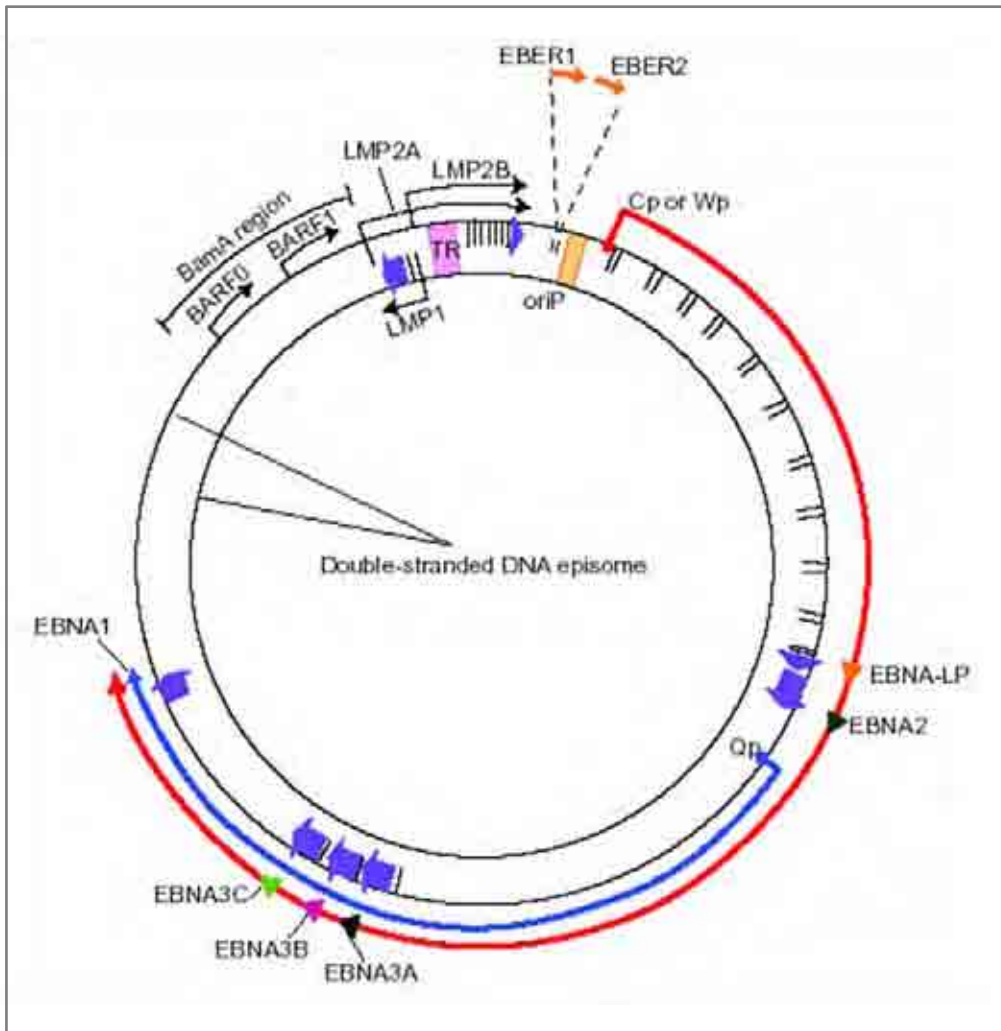 EBER1
EBER2
LMP2A
LMP2B
Cp or Wp
BamA region
BARF1
BARF0
TR
oriP
LMP1
Double-stranded DNA episome
EBNA1
EBNA-LP
EBNA2
Qp
EBNA3C
EBNA3B
EBNA3A